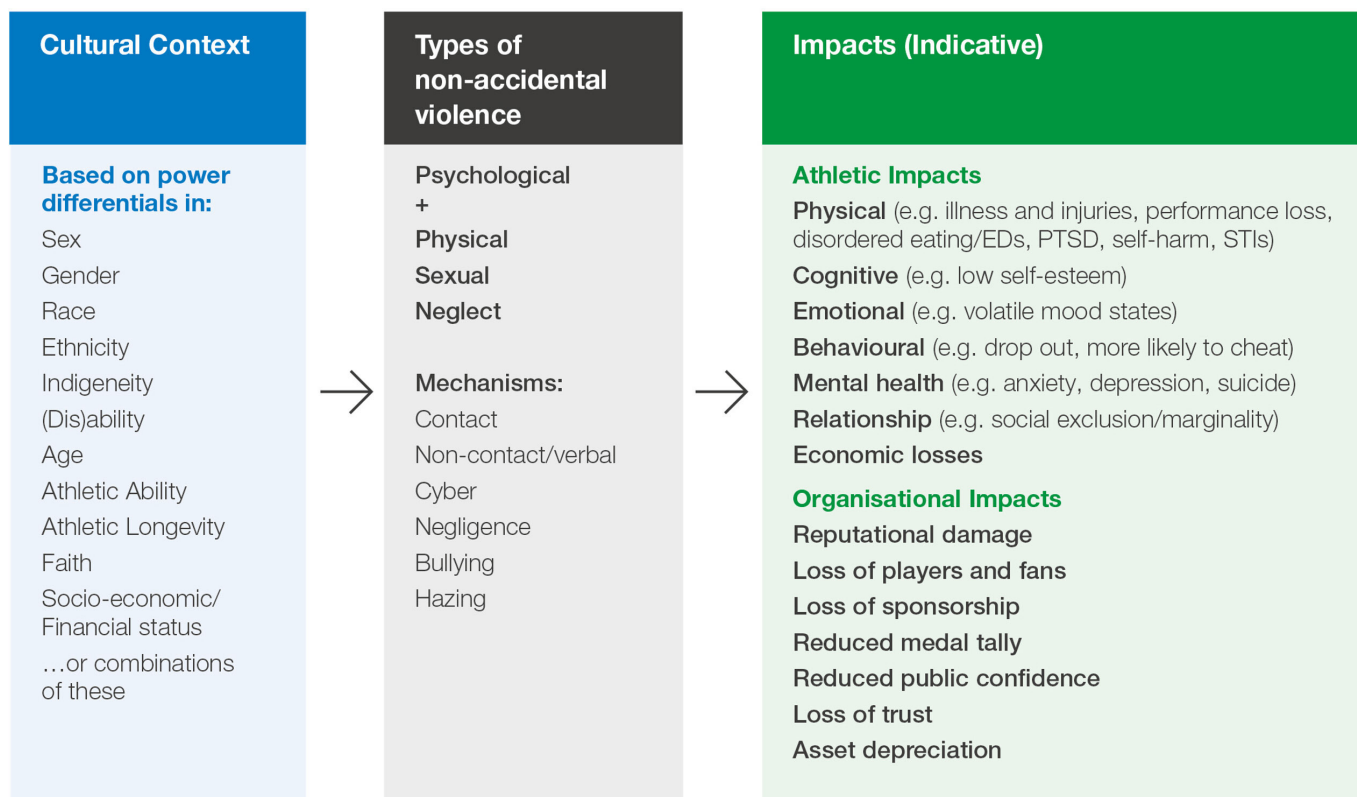 Cultural Context
Based on power
differentials in:
Sex
Gender
Race
Ethnicity
Indigeneity
(Dis)ability
Age
Athletic Ability
Athletic Longevity
Faith
Socio-economic/
Financial status
…or combinations
of these
Types of
non-accidental
violence
Psychological
+
Physical
Sexual
Neglect
Mechanisms:
Contact
Non-contact/verbal
Cyber
Negligence
Bullying
Hazing
Impacts (Indicative)
Athletic Impacts
Physical (e.g. illness and injuries, performance loss,
disordered eating/EDs, PTSD, self-harm, STIs)
Cognitive (e.g. low self-esteem)
Emotional (e.g. volatile mood states)
Behavioural (e.g. drop out, more likely to cheat)
Mental health (e.g. anxiety, depression, suicide)
Relationship (e.g. social exclusion/marginality)
Economic losses
Organisational Impacts
Reputational damage
Loss of players and fans
Loss of sponsorship
Reduced medal tally
Reduced public confidence
Loss of trust
Asset depreciation